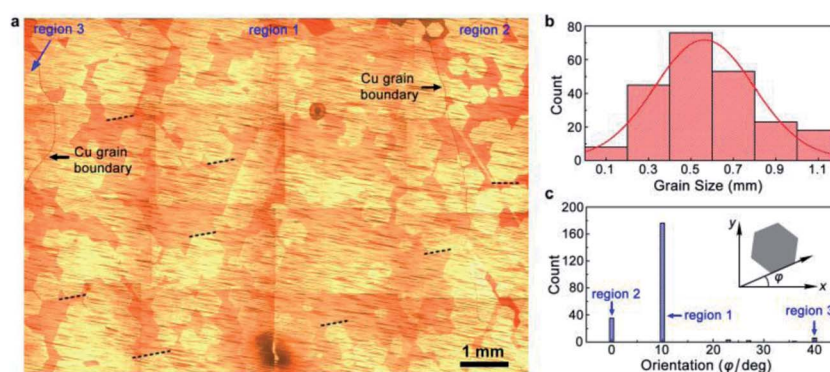 a
region 3
region 1
region 2
Cu grain
boundary
Cu grain
boundary
1 mm
b
80
60
40
20
0
Count
0.1 0.3 0.5 0.7 0.9 1.1
Grain Size (mm)
c
200
160
120
80
40
0
Count
region 2
region 1
region 3
y
x
φ
0 10 20 30 40
Orientation (φ/deg)